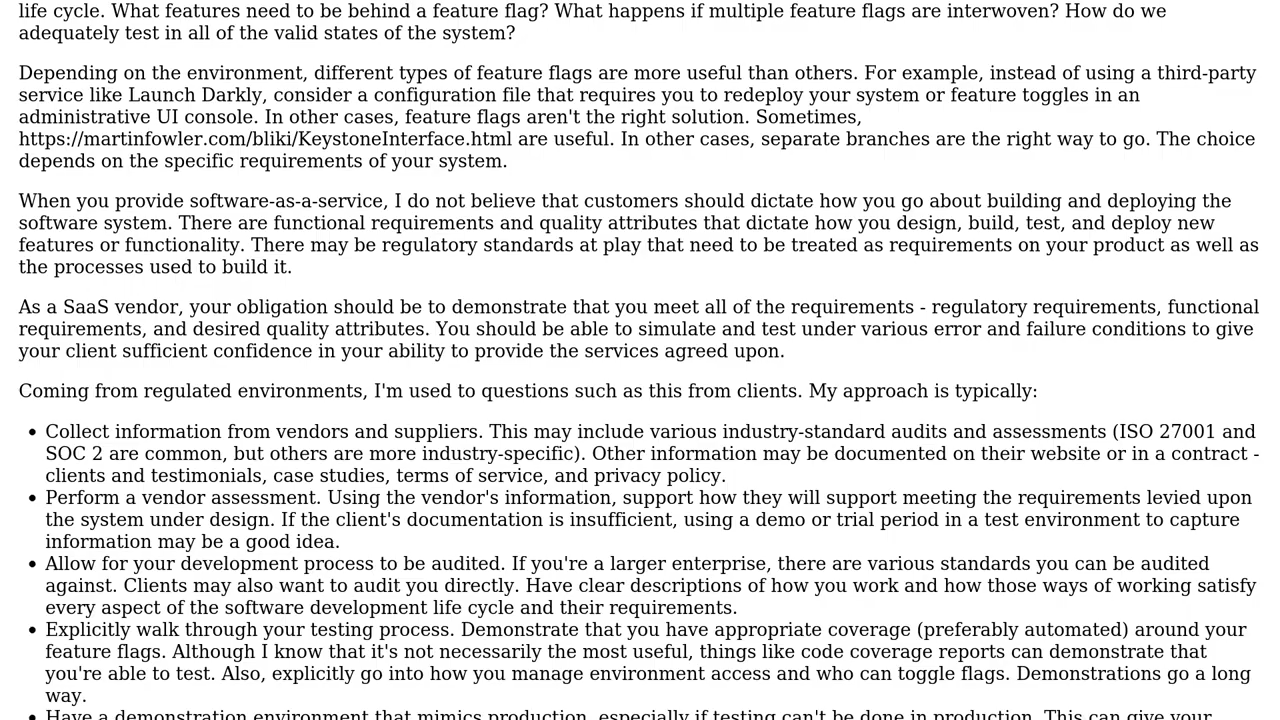 life cycle. What features need to be behind a feature flag? What happens if multiple feature flags are interwoven? How do we
adequately test in all of the valid states of the system?
Depending on the environment, different types of feature flags are more useful than others. For example, instead of using a third-party
service like Launch Darkly, consider a configuration file that requires you to redeploy your system or feature toggles in an
administrative UI console. In other cases, feature flags aren't the right solution. Sometimes,
https://martinfowler.com/bliki/KeystoneInterface.html are useful. In other cases, separate branches are the right way to go. The choice
depends on the specific requirements of your system.
When you provide software-as-a-service, I do not believe that customers should dictate how you go about building and deploying the
software system. There are functional requirements and quality attributes that dictate how you design, build, test, and deploy new
features or functionality. There may be regulatory standards at play that need to be treated as requirements on your product as well as
the processes used to build it.
As a SaaS vendor, your obligation should be to demonstrate that you meet all of the requirements - regulatory requirements, functional
requirements, and desired quality attributes. You should be able to simulate and test under various error and failure conditions to give
your client sufficient confidence in your ability to provide the services agreed upon.
Coming from regulated environments, I'm used to questions such as this from clients. My approach is typically:
• Collect information from vendors and suppliers. This may include various industry-standard audits and assessments (ISO 27001 and
SOC 2 are common, but others are more industry-specific). Other information may be documented on their website or in a contract -
clients and testimonials, case studies, terms of service, and privacy policy.
• Perform a vendor assessment. Using the vendor's information, support how they will support meeting the requirements levied upon
the system under design. If the client's documentation is insufficient, using a demo or trial period in a test environment to capture
information may be a good idea.
• Allow for your development process to be audited. If you're a larger enterprise, there are various standards you can be audited
against. Clients may also want to audit you directly. Have clear descriptions of how you work and how those ways of working satisfy
every aspect of the software development life cycle and their requirements.
• Explicitly walk through your testing process. Demonstrate that you have appropriate coverage (preferably automated) around your
feature flags. Although I know that it's not necessarily the most useful, things like code coverage reports can demonstrate that
you're able to test. Also, explicitly go into how you manage environment access and who can toggle flags. Demonstrations go a long
way.
• Have a demonstration environment that mimics production, especially if testing can't be done in production. This can give your